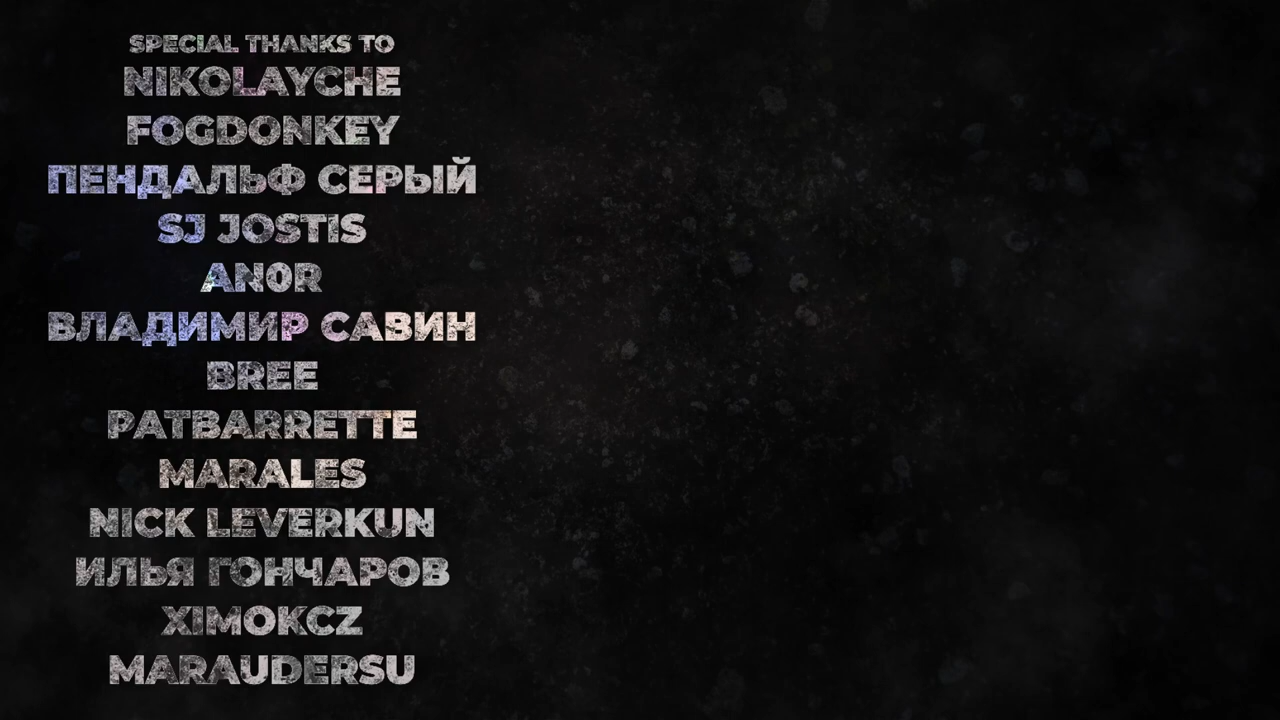 SPECIAL THANKS TO
NIKOLAYCHE
FOGDONKEY
ПЕНДАЛЬФ СЕРЫЙ
SJ JOSTIS
AN0R
ВЛАДИМИР САВИН
BREE
PATBARRETTE
MARALES
NICK LEVERKUN
ИЛЬЯ ГОНЧАРОВ
XIMOKCZ
MARAUDERSU